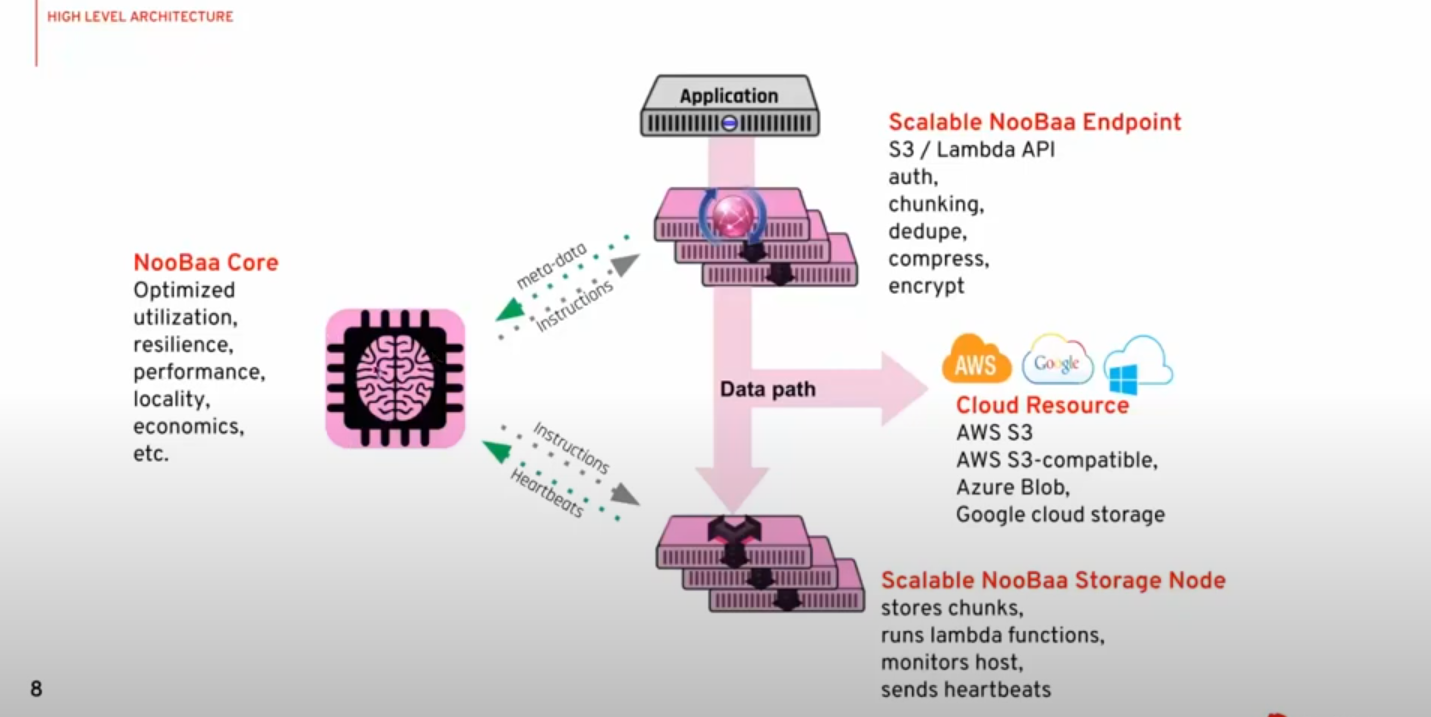 HIGH LEVEL ARCHITECTURE
Application
Scalable NooBaa Endpoint
S3 / Lambda API
auth,
chunking,
dedupe,
compress,
encrypt
meta-data
Instructions
NooBaa Core
Optimized
utilization,
resilience,
performance,
locality,
economics,
etc.
Data path
AWS
Google
Cloud Resource
AWS S3
AWS S3-compatible,
Azure Blob,
Google cloud storage
Instructions
Heartbeats
Scalable NooBaa Storage Node
stores chunks,
runs lambda functions,
monitors host,
sends heartbeats
8